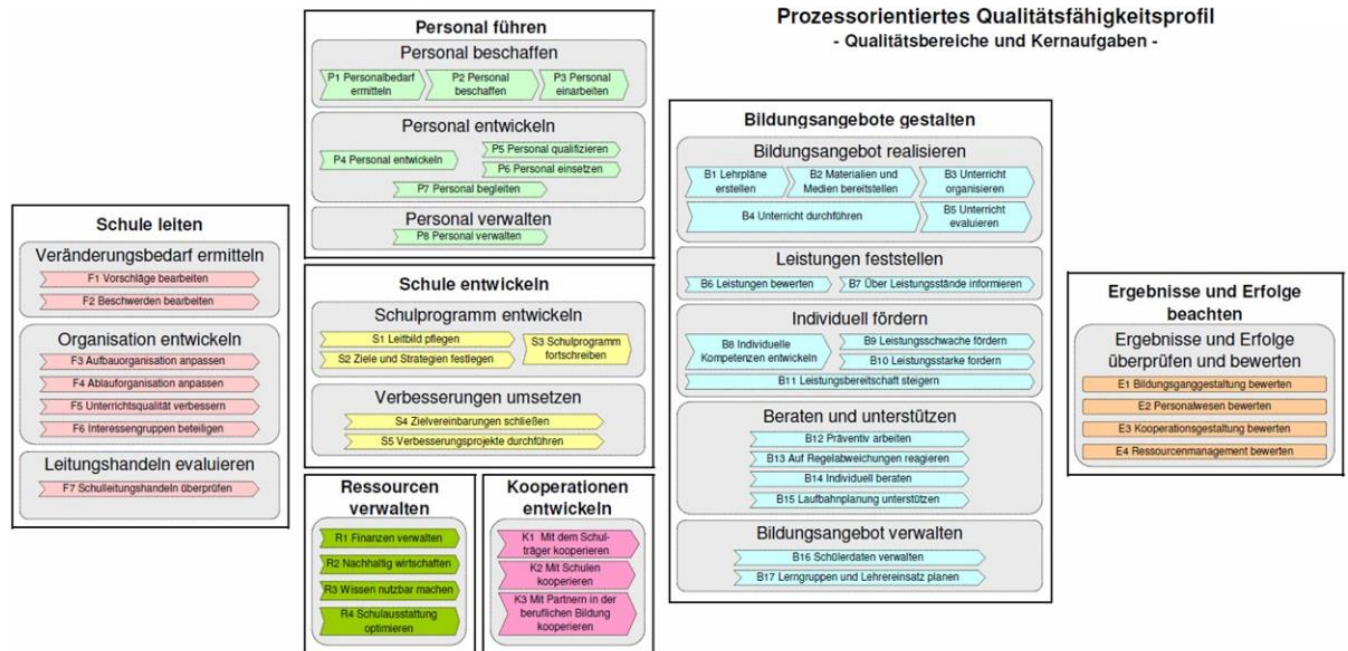 Prozessorientiertes Qualitätsfähigkeitsprofil
- Qualitätsbereiche und Kernaufgaben -
Schule leiten
Veränderungsbedarf ermitteln
F1 Vorschläge bearbeiten
F2 Beschwerden bearbeiten
Organisation entwickeln
F3 Aufbauorganisation anpassen
F4 Ablauforganisation anpassen
F5 Unterrichtsqualität verbessern
F6 Interessengruppen beteiligen
Leitungshandeln evaluieren
F7 Schulleitungshandeln überprüfen
Personal führen
Personal beschaffen
P1 Personalbedarf
ermitteln
P2 Personal
beschaffen
P3 Personal
einarbeiten
Personal entwickeln
P4 Personal entwickeln
P5 Personal qualifizieren
P6 Personal einsetzen
P7 Personal begleiten
Personal verwalten
P8 Personal verwalten
Schule entwickeln
Schulprogramm entwickeln
S1 Leitbild pflegen
S2 Ziele und Strategien festlegen
S3 Schulprogramm
fortschreiben
Verbesserungen umsetzen
S4 Zielvereinbarungen schließen
S5 Verbesserungsprojekte durchführen
Ressourcen
verwalten
R1 Finanzen verwalten
R2 Nachhaltig wirtschaften
R3 Wissen nutzbar machen
R4 Schulausstattung
optimieren
Kooperationen
entwickeln
K1 Mit dem Schul-
träger kooperieren
K2 Mit Schulen
kooperieren
K3 Mit Partnern in der
beruflichen Bildung
kooperieren
Bildungsangebote gestalten
Bildungsangebot realisieren
B1 Lehrpläne
erstellen
B2 Materialien und
Medien bereitstellen
B3 Unterricht
organisieren
B4 Unterricht durchführen
B5 Unterricht
evaluieren
Leistungen feststellen
B6 Leistungen bewerten
B7 Über Leistungsstände informieren
Individuell fördern
B8 Individuelle
Kompetenzen entwickeln
B9 Leistungsschwache fördern
B10 Leistungsstarke fördern
B11 Leistungsbereitschaft steigern
Beraten und unterstützen
B12 Präventiv arbeiten
B13 Auf Regelabweichungen reagieren
B14 Individuell beraten
B15 Laufbahnplanung unterstützen
Bildungsangebot verwalten
B16 Schülerdaten verwalten
B17 Lerngruppen und Lehrereinsatz planen
Ergebnisse und Erfolge
beachten
Ergebnisse und Erfolge
überprüfen und bewerten
E1 Bildungsganggestaltung bewerten
E2 Personalwesen bewerten
E3 Kooperationsgestaltung bewerten
E4 Ressourcenmanagement bewerten